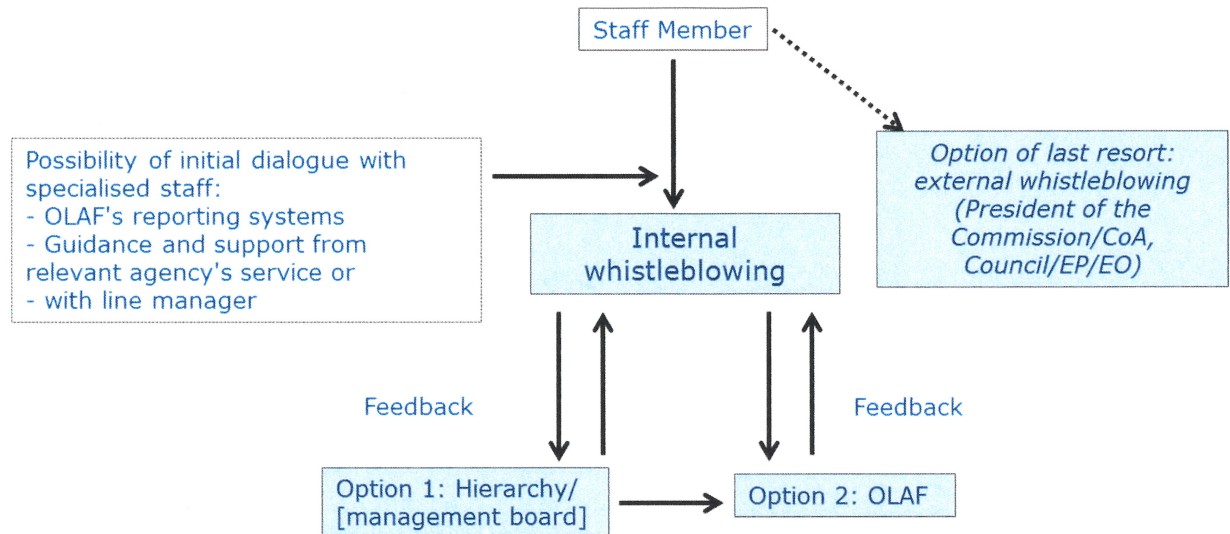 Staff Member
Possibility of initial dialogue with
specialised staff:
- OLAF's reporting systems
- Guidance and support from
relevant agency's service or
- with line manager
Option of last resort:
external whistleblowing
(President of the
Commission/CoA,
Council/EP/EO)
Internal
whistleblowing
Feedback
Feedback
Option 1: Hierarchy/
[management board]
Option 2: OLAF